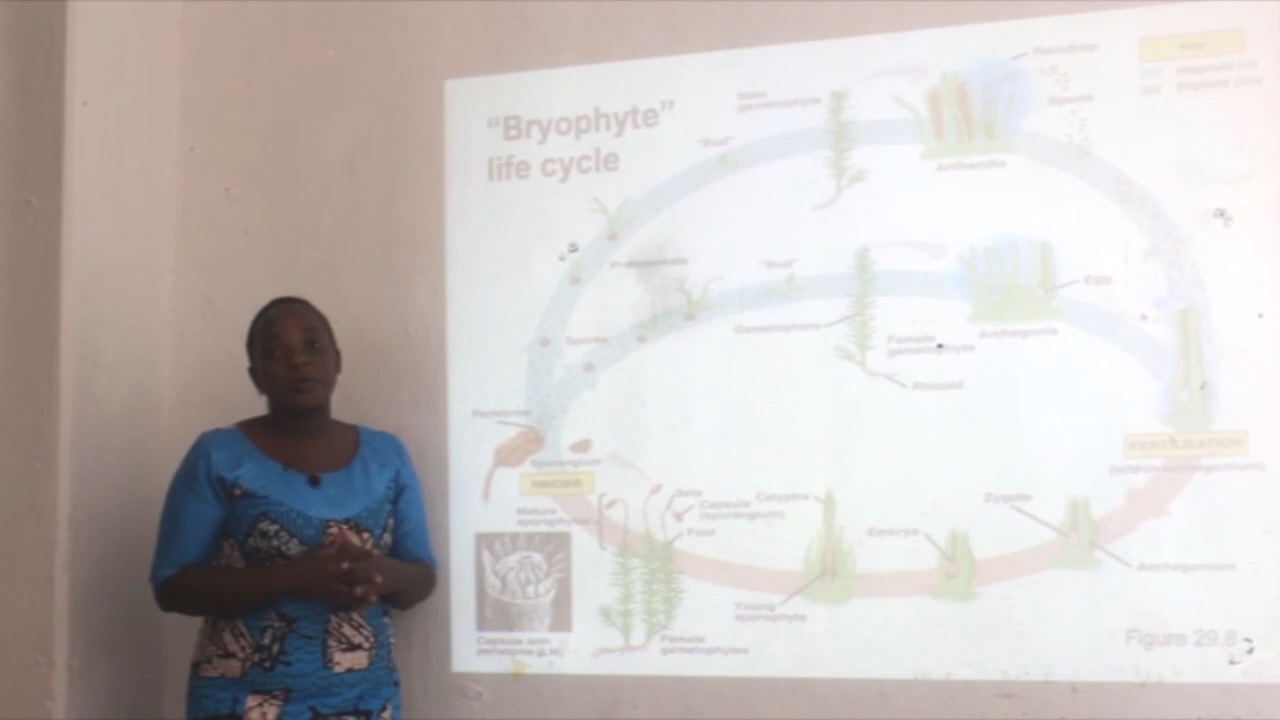 "Bryophyte"
life cycle
Male
gametophyte
"Bud"
Raindrop
Key
Haploid (n)
Diploid (2n)
Sperm
Antheridia
Protonemata
"Bud"
Egg
Spores
Gametophore
Archegonia
Female
gametophyte
Rhizoid
Peristome
Sporangium
MEIOSIS
FERTILIZATION
Mature
sporophytes
Seta
Capsule
(sporangium)
Foot
Calyptra
Zygote
Embryo
Archegonium
Young
sporophyte
Capsule with
peristome (LM)
Female
gametophytes
Figure 29.8